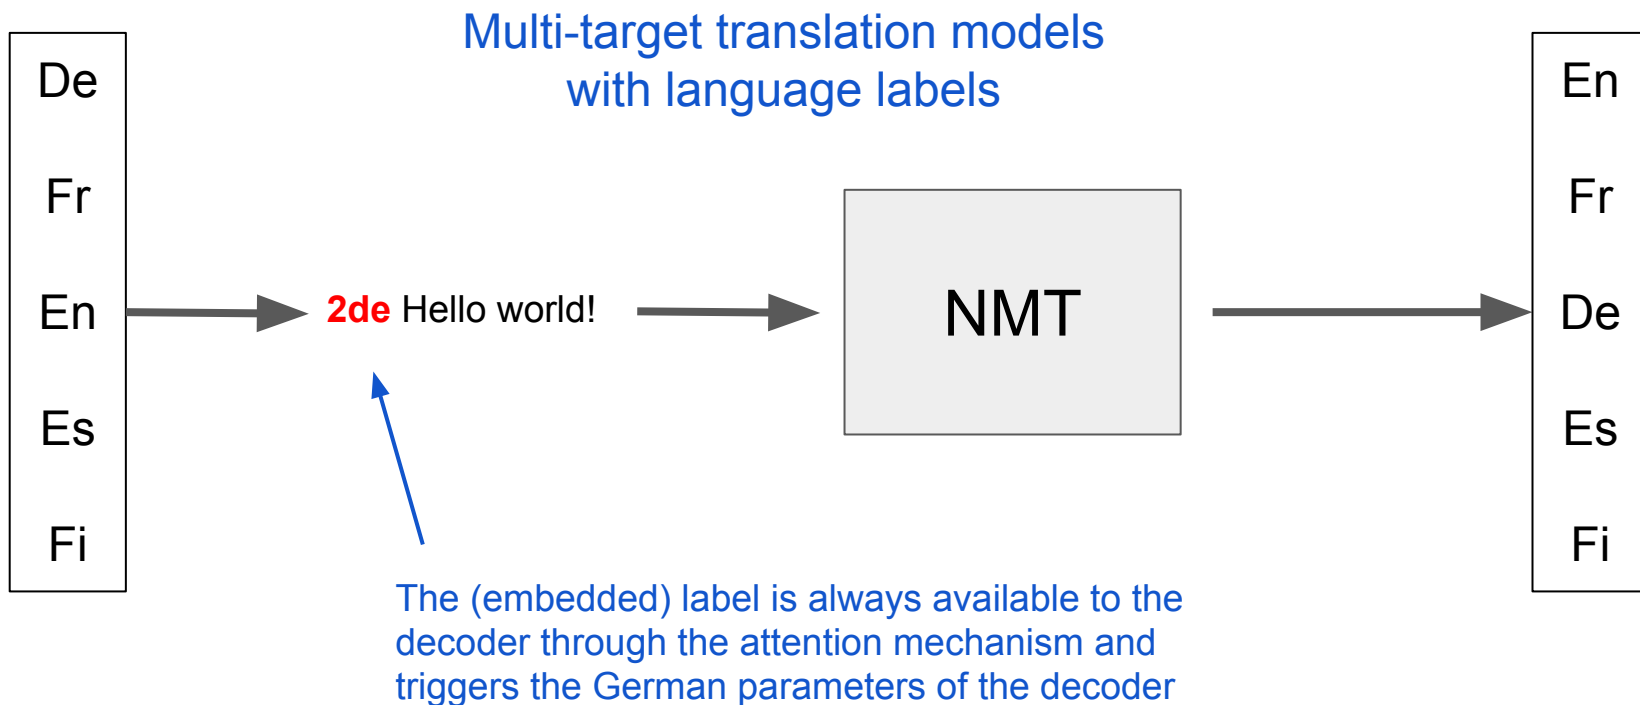 Multi-target translation models
with language labels
De
Fr
En
Es
Fi
2de Hello world!
NMT
En
Fr
De
Es
Fi
The (embedded) label is always available to the
decoder through the attention mechanism and
triggers the German parameters of the decoder